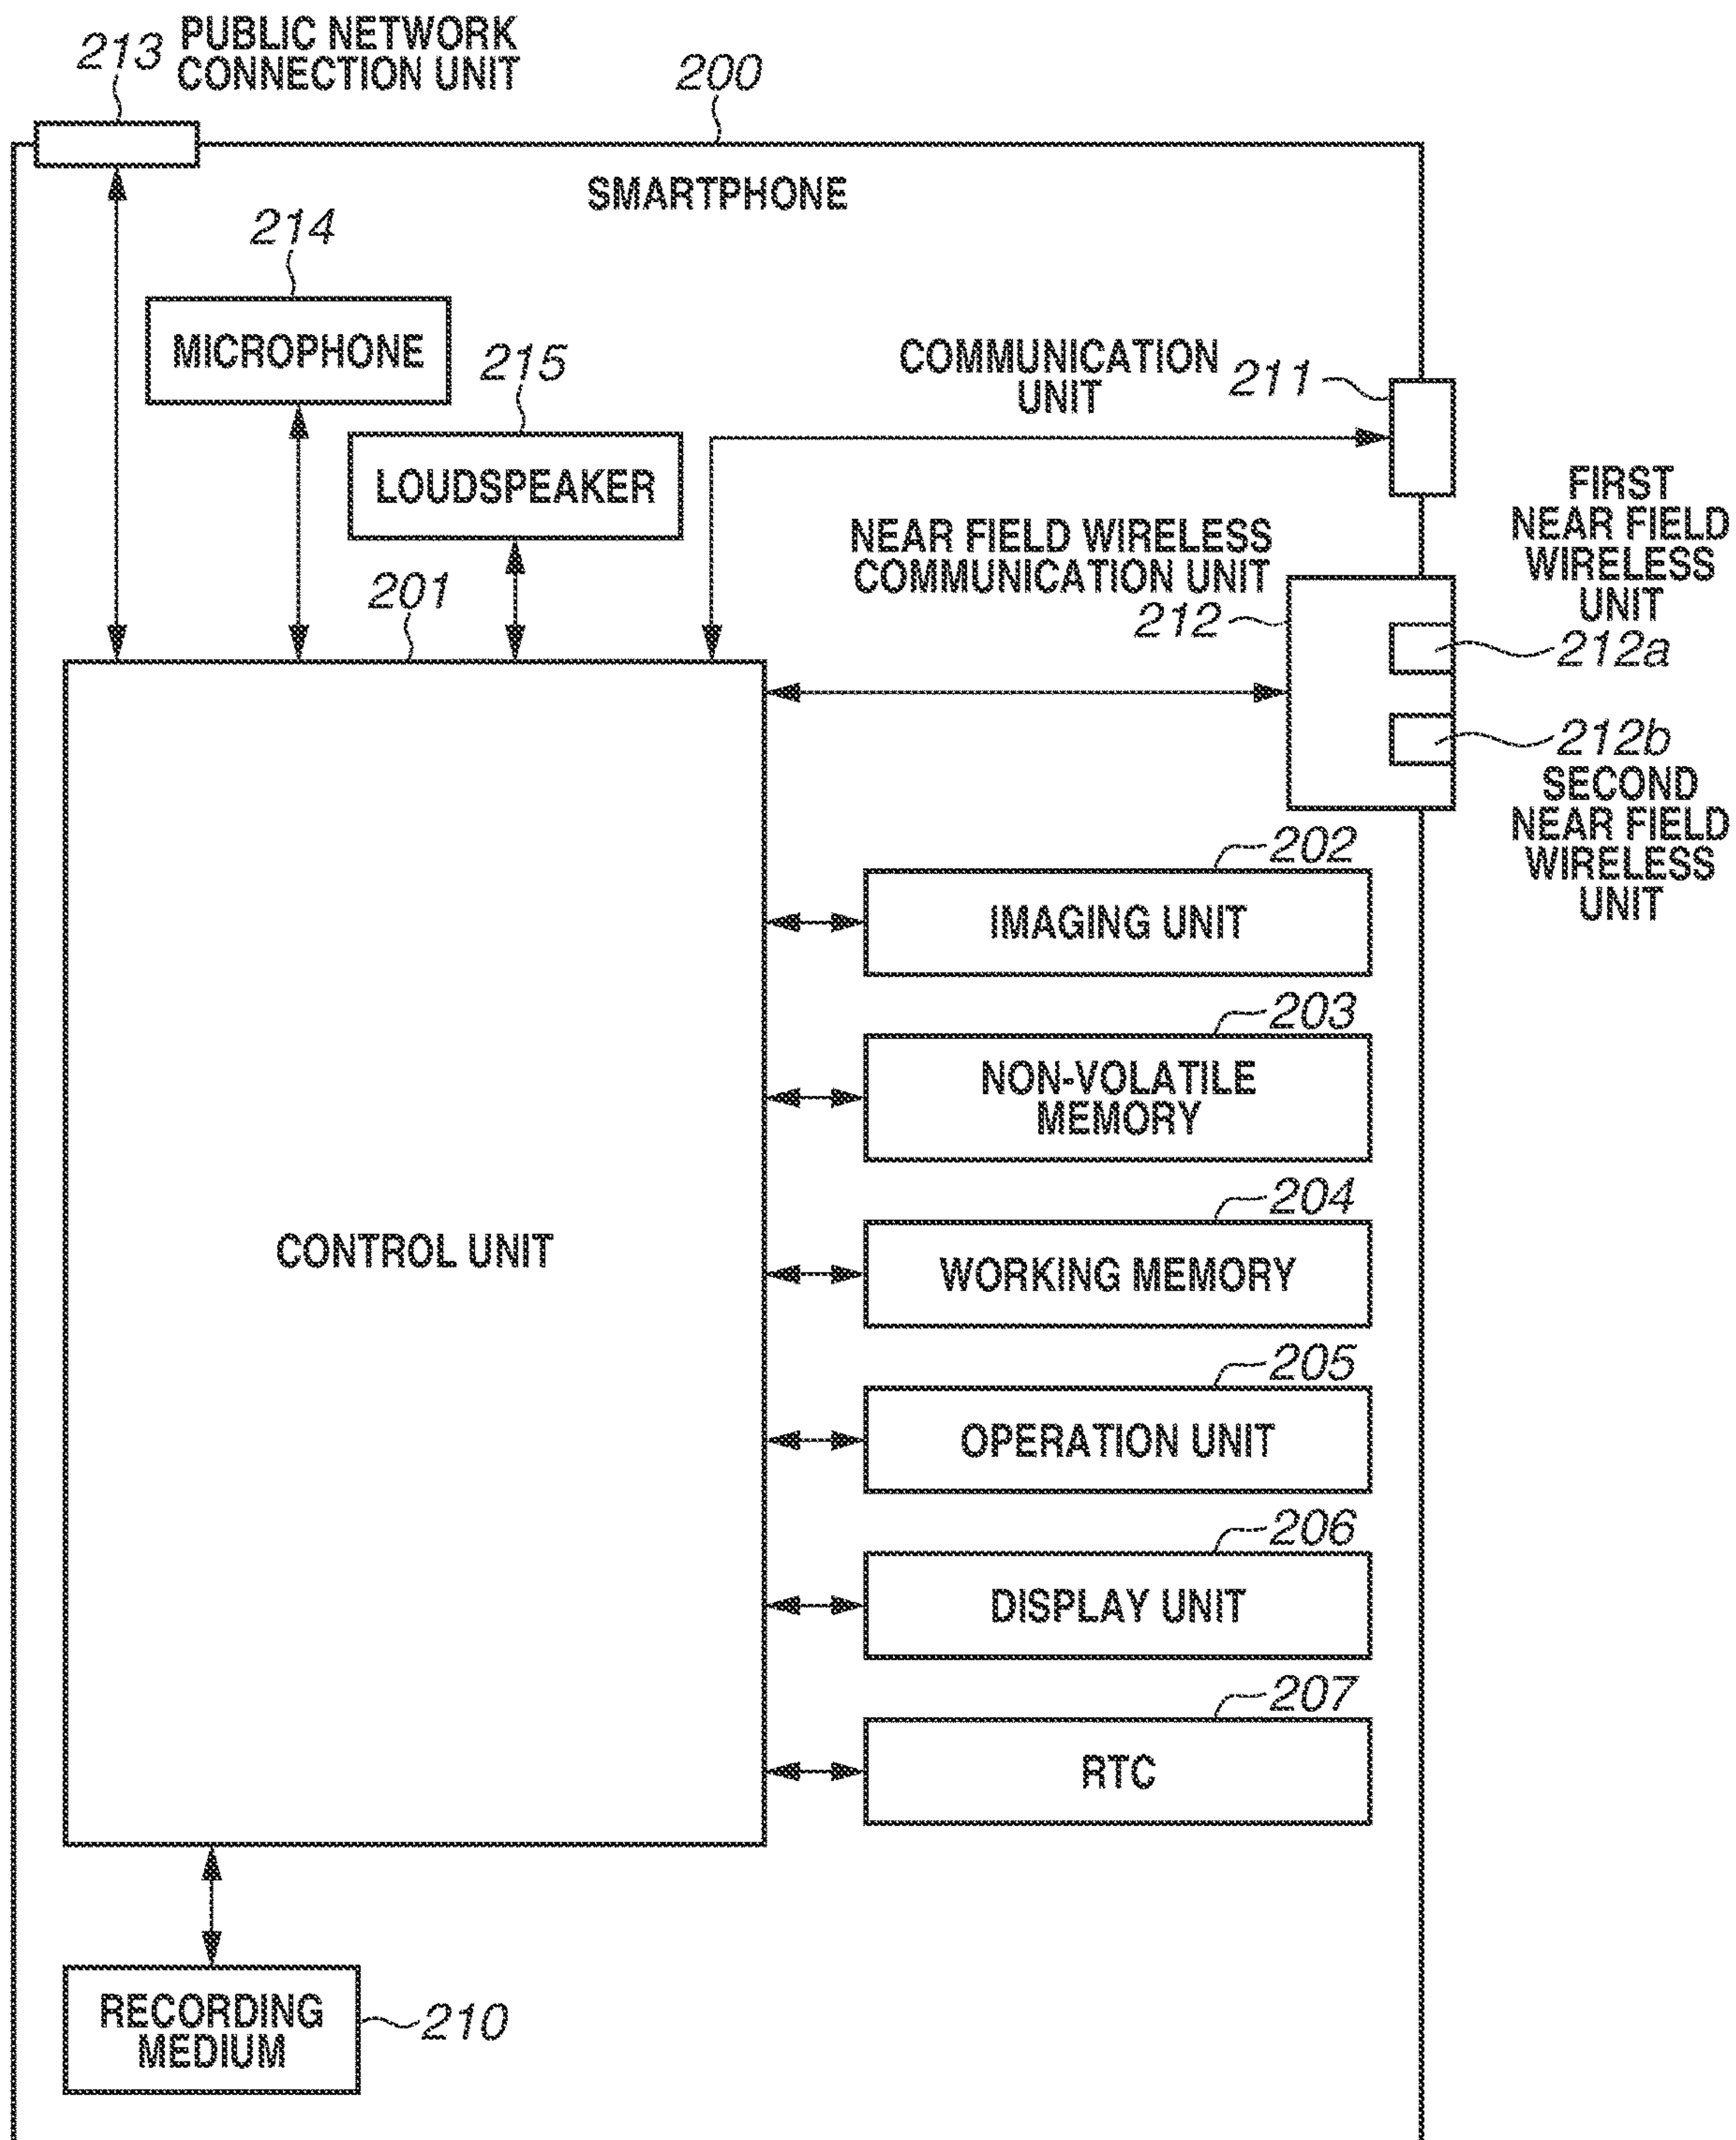 213
PUBLIC NETWORK
CONNECTION UNIT
200
SMARTPHONE
214
MICROPHONE
215
LOUDSPEAKER
COMMUNICATION
UNIT
211
NEAR FIELD WIRELESS
COMMUNICATION UNIT
212
FIRST
NEAR FIELD
WIRELESS
UNIT
212a
212b
SECOND
NEAR FIELD
WIRELESS
UNIT
201
CONTROL UNIT
202
IMAGING UNIT
203
NON-VOLATILE
MEMORY
204
WORKING MEMORY
205
OPERATION UNIT
206
DISPLAY UNIT
207
RTC
RECORDING
MEDIUM
210